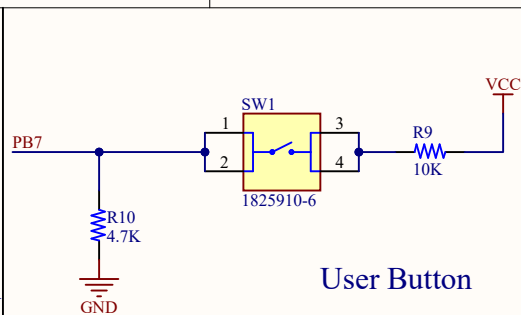 VCC
SW1
PB7
1
3
R9
2
4
10K
1825910-6
R10
4.7K
User Button
GND